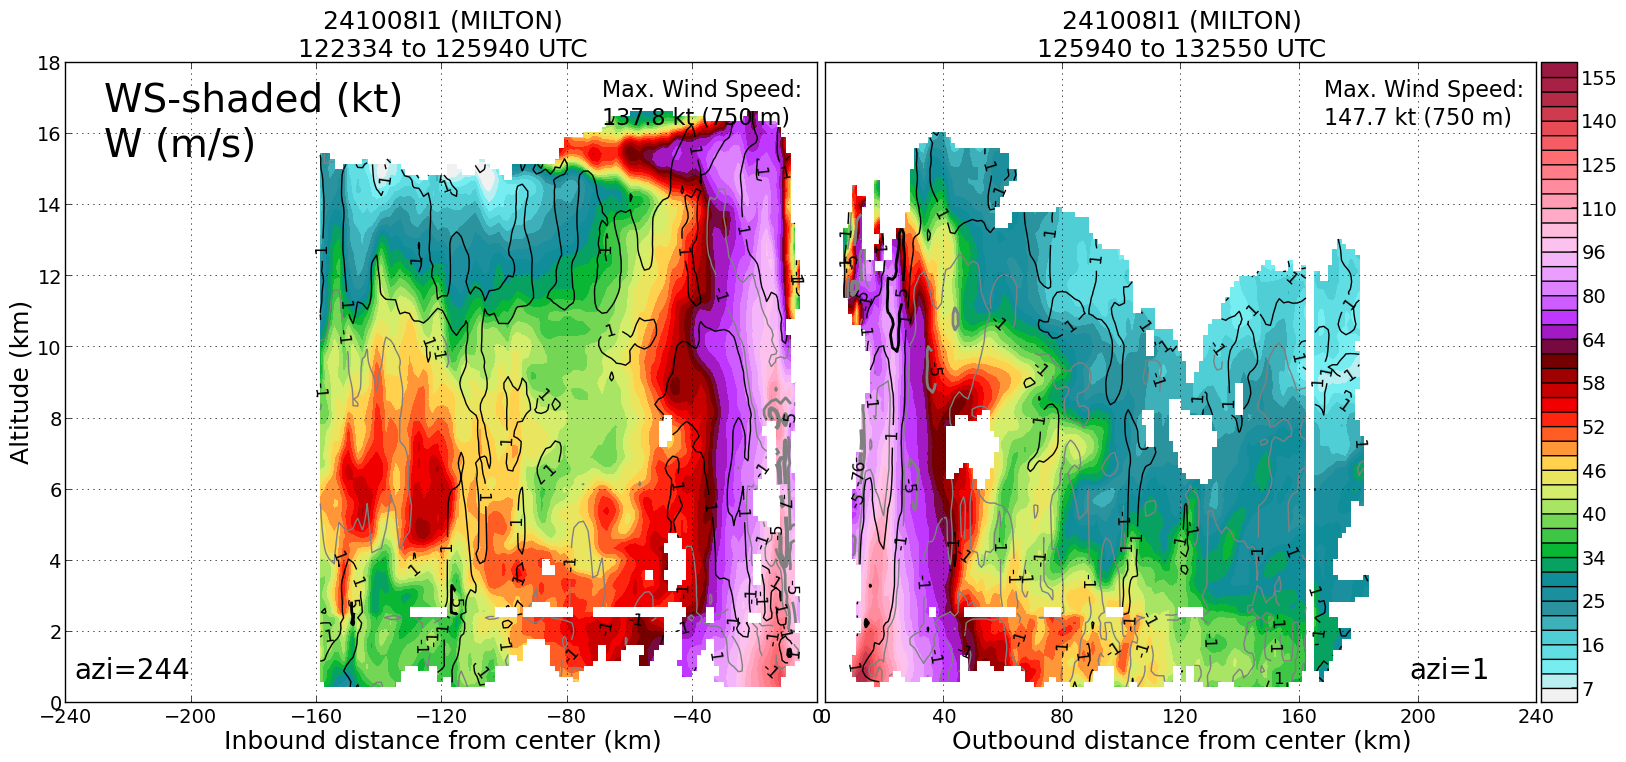 241008I1 (MILTON)
122334 to 125940 UTC
241008I1 (MILTON)
125940 to 132550 UTC
WS-shaded (kt)
W (m/s)
Max. Wind Speed:
137.8 kt (750 m)
Max. Wind Speed:
147.7 kt (750 m)
azi=244
azi=1
Altitude (km)
18
16
14
12
10
8
6
4
2
0
−240
−200
−160
−120
−80
−40
0
Inbound distance from center (km)
0
40
80
120
160
200
240
Outbound distance from center (km)
155
140
125
110
96
80
64
58
52
46
40
34
25
16
7